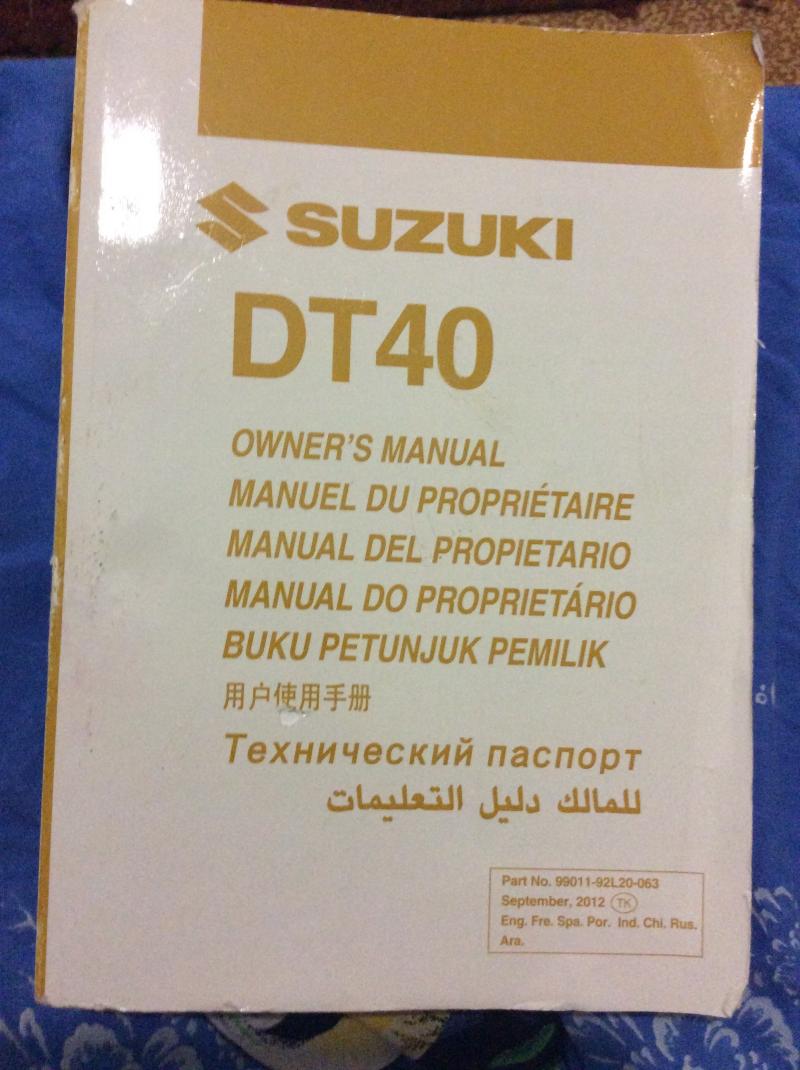 SUZUKI
DT40
OWNER'S MANUAL
MANUEL DU PROPRIÉTAIRE
MANUAL DEL PROPIETARIO
MANUAL DO PROPRIETÁRIO
BUKU PETUNJUK PEMILIK
用户使用手册
Технический паспорт
للمالك دليل التعليمات
Part No. 99011-92L20-063
September, 2012 TK
Eng. Fre. Spa. Por. Ind. Chi. Rus.
Ara.